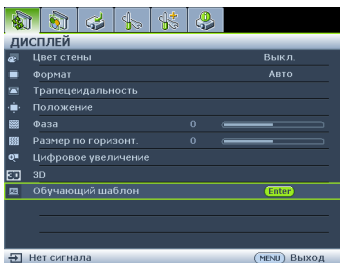 ДИСПЛЕЙ
Цвет стены Выкл.
Формат Авто
Трапецеидальность
Положение
Фаза 0
Размер по горизонт. 0
Цифровое увеличение
3D 3D
Обучающий шаблон Enter
Нет сигнала MENU Выход